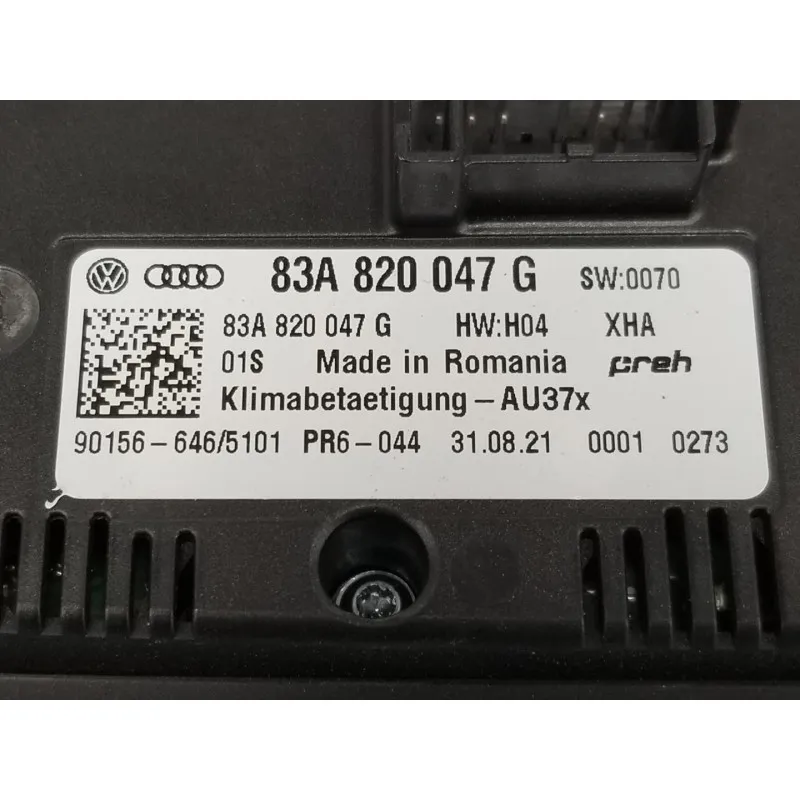 83A 820 047 G SW:0070
83A 820 047 G HW:H04 XHA
01S Made in Romania preh
Klimabetaetigung-AU37x
90156-646/5101 PR6-044 31.08.21 0001 0273